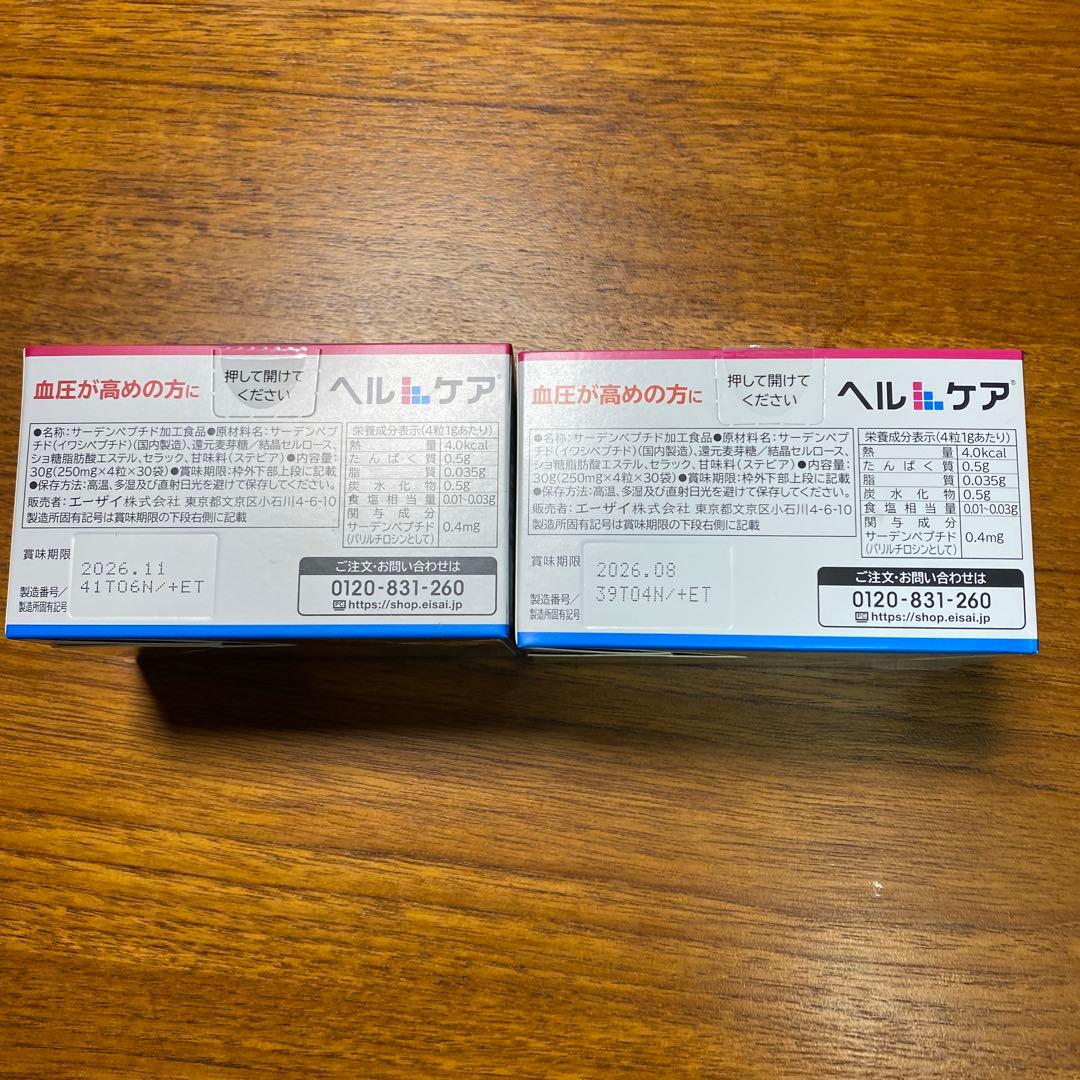 血圧が高めの方に
押して開けて
ください
ヘルケア®
●名称:サーデンペプチド加工食品●原材料名:サーデンペプ
チド(イワシペプチド)(国内製造)、還元麦芽糖/結晶セルロース、
ショ糖脂肪酸エステル、セラック、甘味料(ステビア)●内容量:
30g(250mg×4粒×30袋)●賞味期限:枠外下部上段に記載
●保存方法:高温、多湿及び直射日光を避けて保存してください。
販売者:エーザイ株式会社 東京都文京区小石川4-6-10
製造所固有記号は賞味期限の下段右側に記載
栄養成分表示(4粒1gあたり)
熱量 4.0kcal
たんぱく質 0.5g
脂質 0.035g
炭水化物 0.5g
食塩相当量 0.01~0.03g
関与成分
サーデンペプチド 0.4mg
(バリルチロシンとして)
賞味期限 2026.11
製造番号/ 41T06N/+ET
製造所固有記号
ご注文・お問い合わせは
0120-831-260
PC https://shop.eisai.jp
血圧が高めの方に
押して開けて
ください
ヘルケア®
●名称:サーデンペプチド加工食品●原材料名:サーデンペプ
チド(イワシペプチド)(国内製造)、還元麦芽糖/結晶セルロース、
ショ糖脂肪酸エステル、セラック、甘味料(ステビア)●内容量:
30g(250mg×4粒×30袋)●賞味期限:枠外下部上段に記載
●保存方法:高温、多湿及び直射日光を避けて保存してください。
販売者:エーザイ株式会社 東京都文京区小石川4-6-10
製造所固有記号は賞味期限の下段右側に記載
栄養成分表示(4粒1gあたり)
熱量 4.0kcal
たんぱく質 0.5g
脂質 0.035g
炭水化物 0.5g
食塩相当量 0.01~0.03g
関与成分
サーデンペプチド 0.4mg
(バリルチロシンとして)
賞味期限 2026.08
製造番号/ 39T04N/+ET
製造所固有記号
ご注文・お問い合わせは
0120-831-260
PC https://shop.eisai.jp